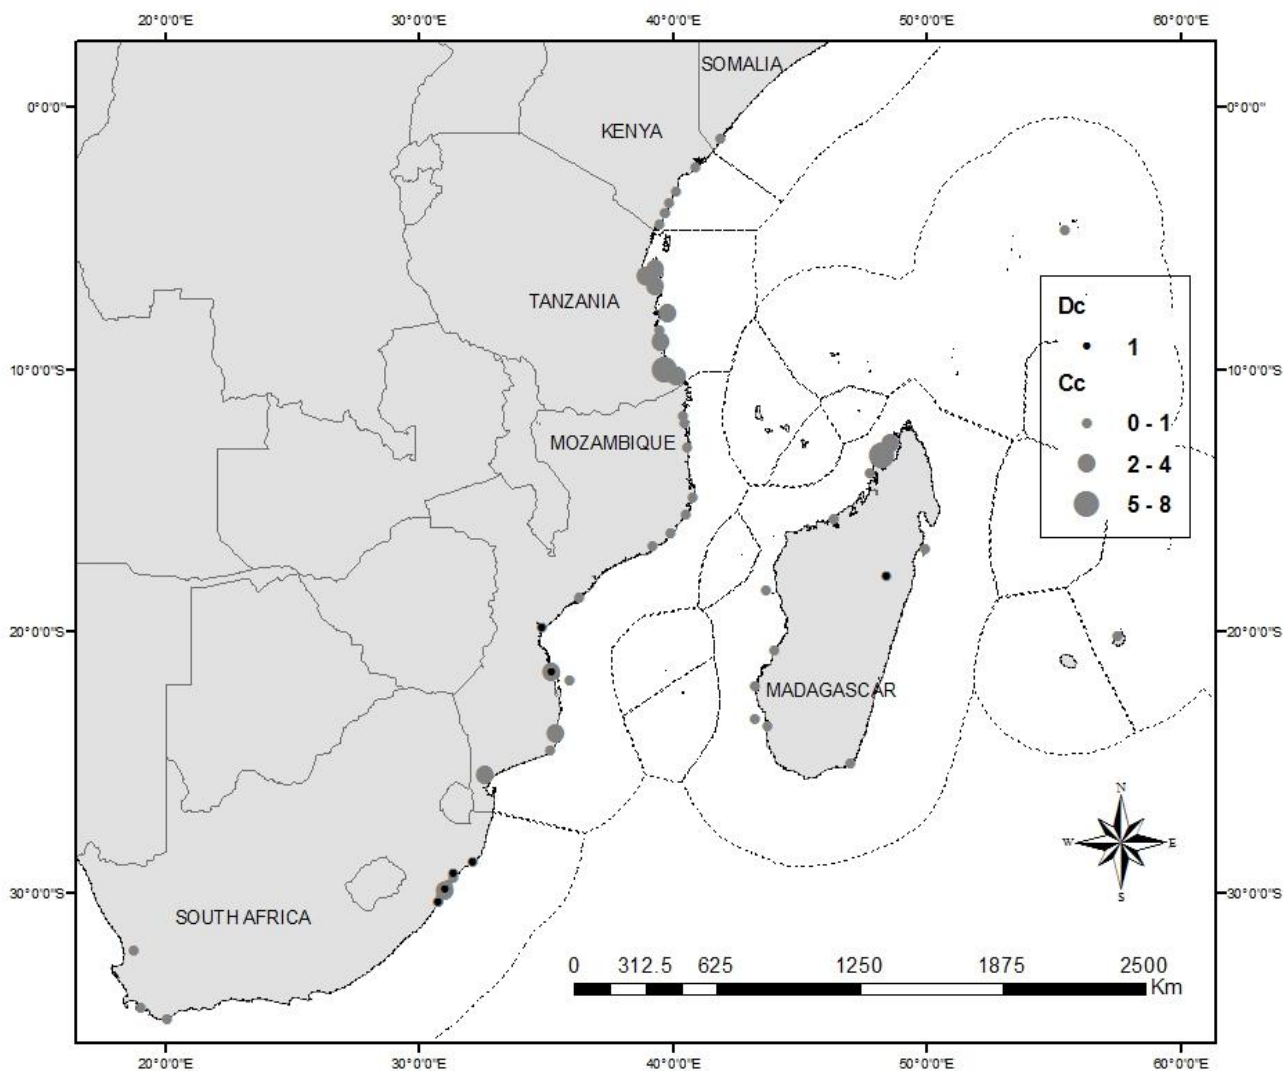 20°0'0"E 30°0'0"E 40°0'0"E 50°0'0"E 60°0'0"E
SOMALIA
0°0'0" 0°0'0"
KENYA
TANZANIA
Dc
1
Cc
0 - 1
2 - 4
5 - 8
10°0'0"S 10°0'0"S
MOZAMBIQUE
20°0'0"S 20°0'0"S
MADAGASCAR
N
W E
S
30°0'0"S 30°0'0"S
SOUTH AFRICA
0 312.5 625 1250 1875 2500
Km
20°0'0"E 30°0'0"E 40°0'0"E 50°0'0"E 60°0'0"E